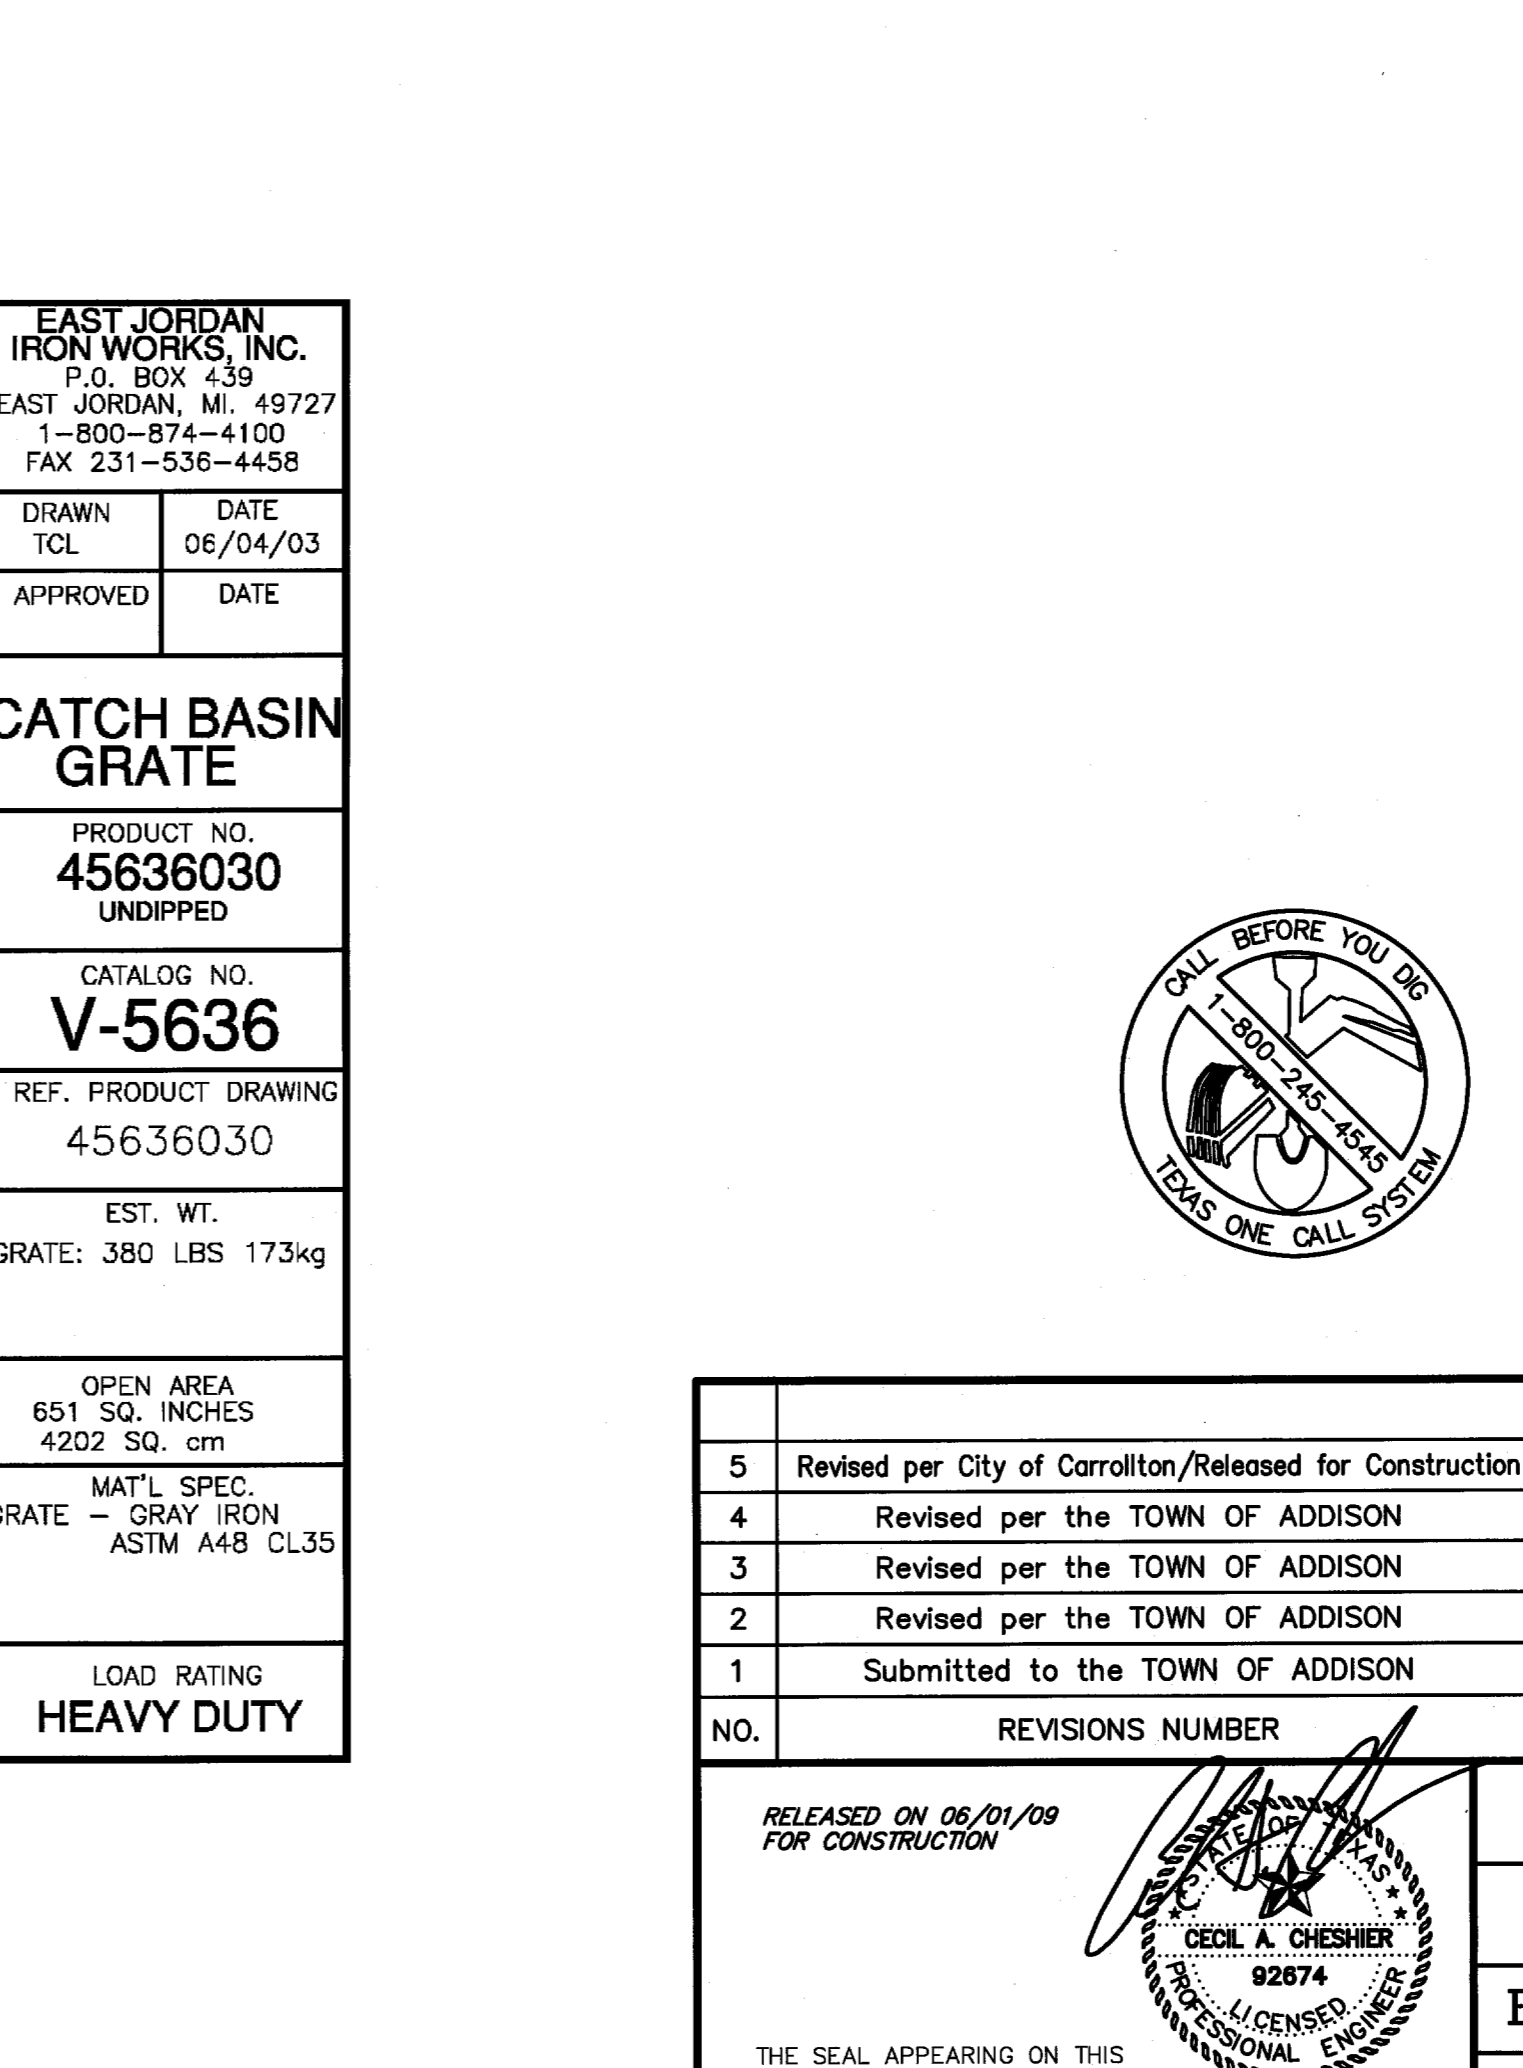 EAST JORDAN
IRON WORKS, INC.
P.O. BOX 439
EAST JORDAN, MI. 49727
1-800-874-4100
FAX 231-536-4458
DRAWN
TCL
DATE
06/04/03
APPROVED
DATE
CATCH BASIN
GRATE
PRODUCT NO.
45636030
UNDIPPED
CATALOG NO.
V-5636
REF. PRODUCT DRAWING
45636030
EST. WT.
GRATE: 380 LBS 173kg
OPEN AREA
651 SQ. INCHES
4202 SQ. cm
MAT'L SPEC.
GRATE - GRAY IRON
ASTM A48 CL35
LOAD RATING
HEAVY DUTY
CALL BEFORE YOU DIG
1-800-245-4545
TEXAS ONE CALL SYSTEM
5 Revised per City of Carrollton/Released for Construction
4 Revised per the TOWN OF ADDISON
3 Revised per the TOWN OF ADDISON
2 Revised per the TOWN OF ADDISON
1 Submitted to the TOWN OF ADDISON
NO. REVISIONS NUMBER
RELEASED ON 06/01/09
FOR CONSTRUCTION
STATE OF TEXAS
CECIL A. CHESHIER
92674
LICENSED
PROFESSIONAL ENGINEER
THE SEAL APPEARING ON THIS